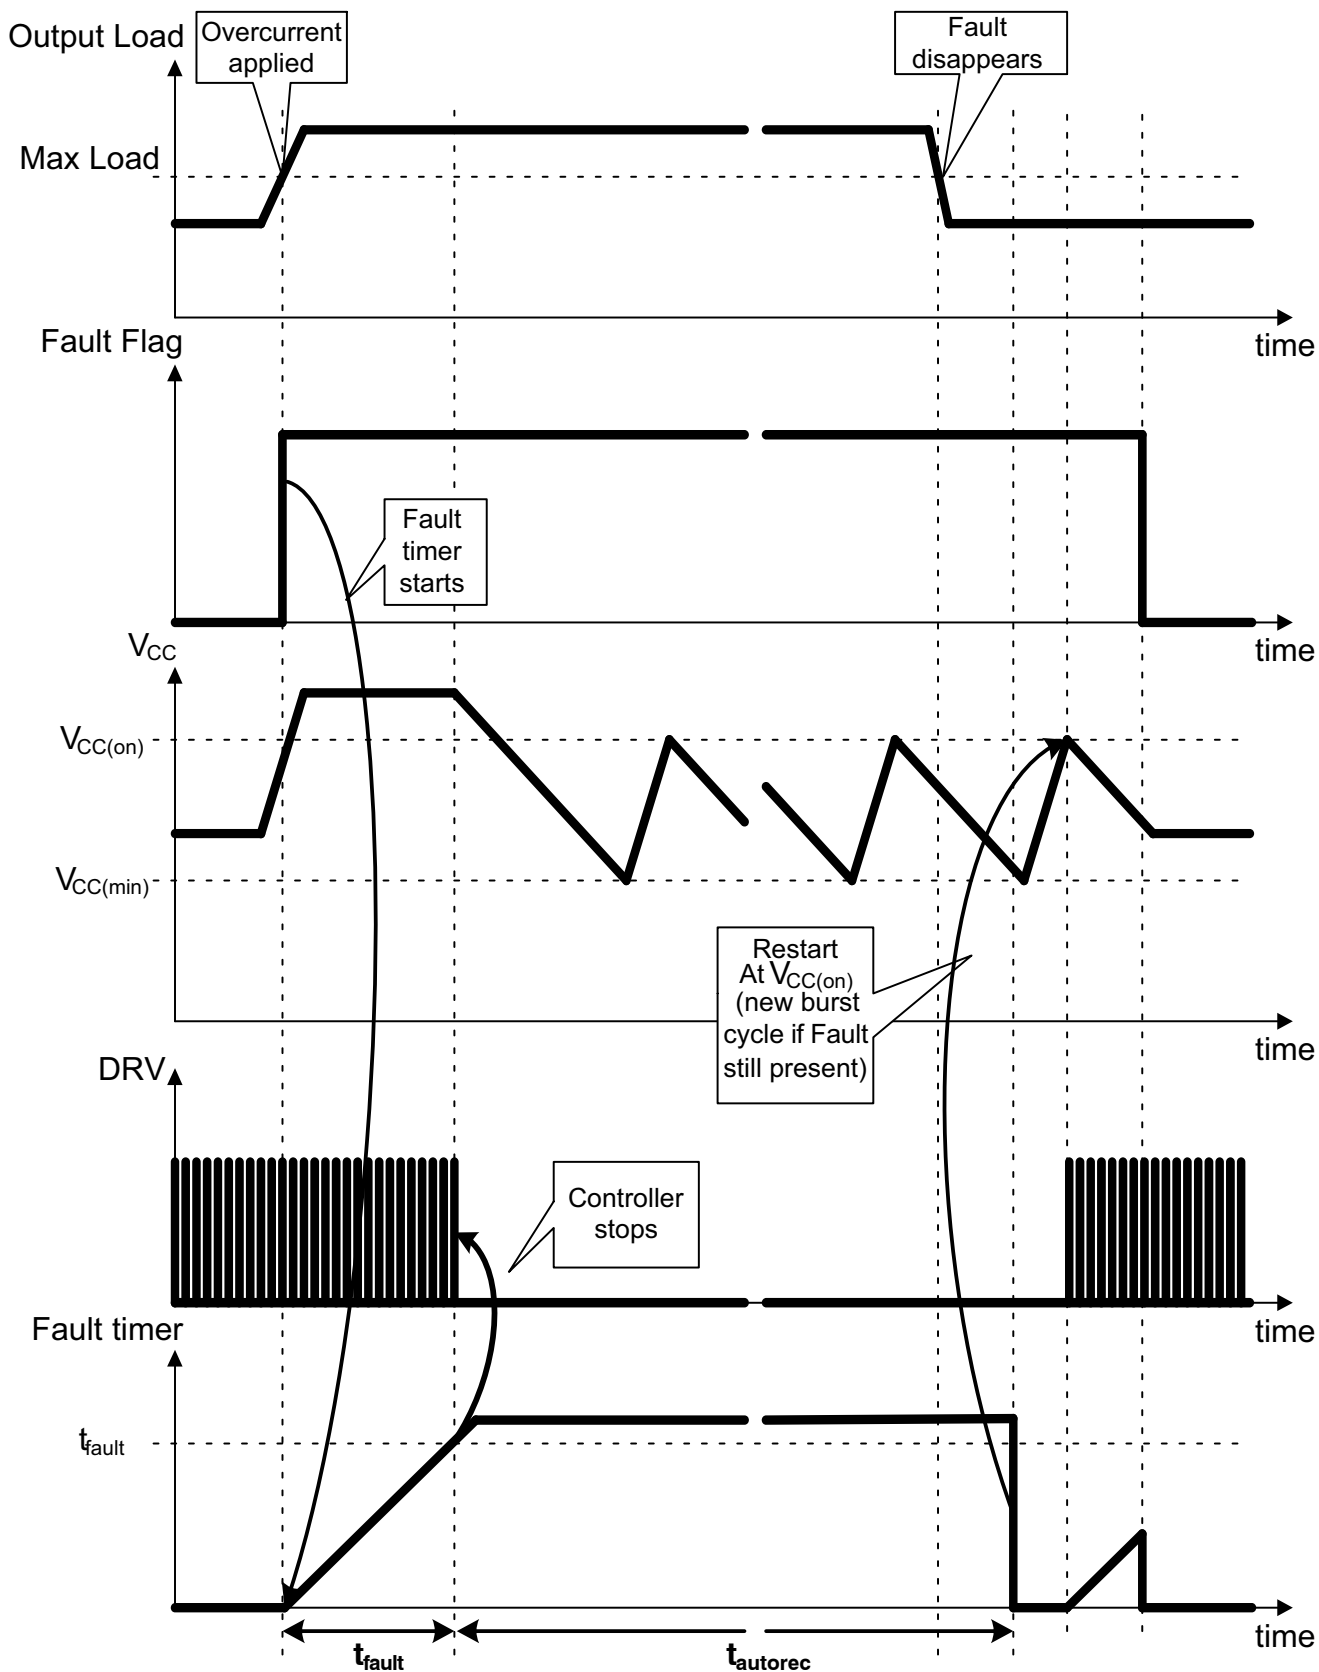 Output Load
Overcurrent
applied
Fault
disappears
Max Load
time
Fault Flag
Fault
timer
starts
time
VCC
VCC(on)
VCC(min)
Restart
At VCC(on)
(new burst
cycle if Fault
still present)
time
DRV
Controller
stops
time
Fault timer
tfault
time
tfault
tautorec